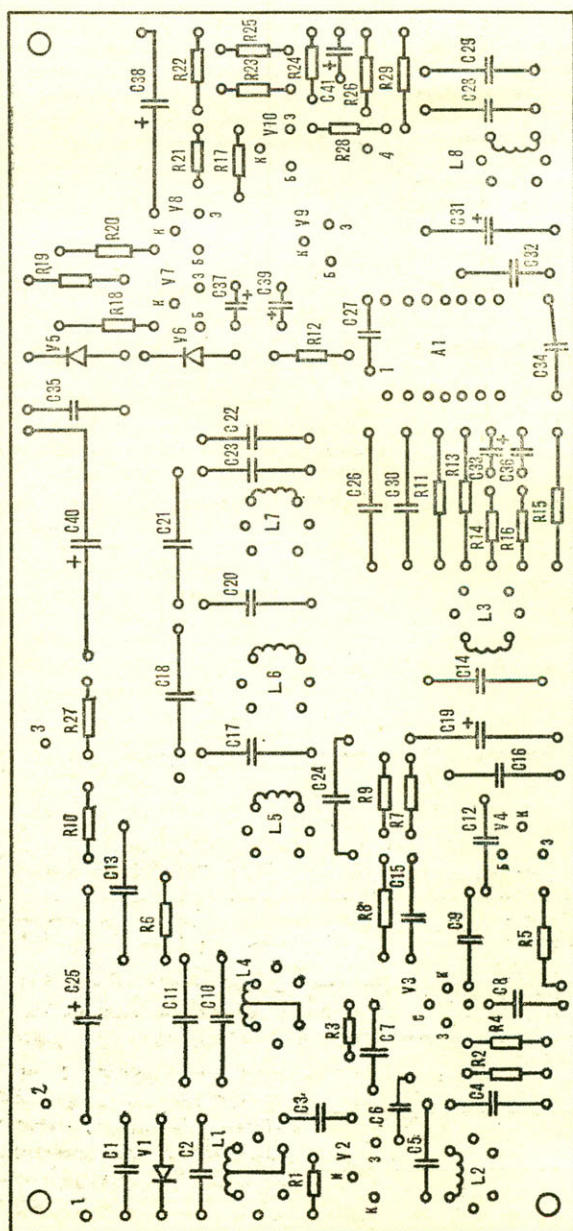 1
2
3
C25
R10
R27
C40
C35
V5
R19
C1
C13
R18
R20
C38
+
V1
R6
V6
V7
К
V8
К
R21
R22
C2
C11
C18
C21
Б
Э
Б
Э
L1
C10
L4
C17
C20
C23
C22
C37
+
R17
R23
R25
R1
C3
L5
L6
L7
C39
+
К
V10
Б
Э
R24
V2
К
R3
C24
R12
V9
К
Б
Э
R28
C41
+
К
Э
C6
C7
R8
R9
C26
C27
1
4
R26
C5
V3
C15
R7
C30
R11
R29
L2
C4
R2
R4
С
З
К
C9
C12
C19
+
C14
L3
R13
R14
C33
+
A1
C31
+
L8
C28
C29
C8
R5
Б
V4
К
Э
C16
R16
C36
R15
C34
C32